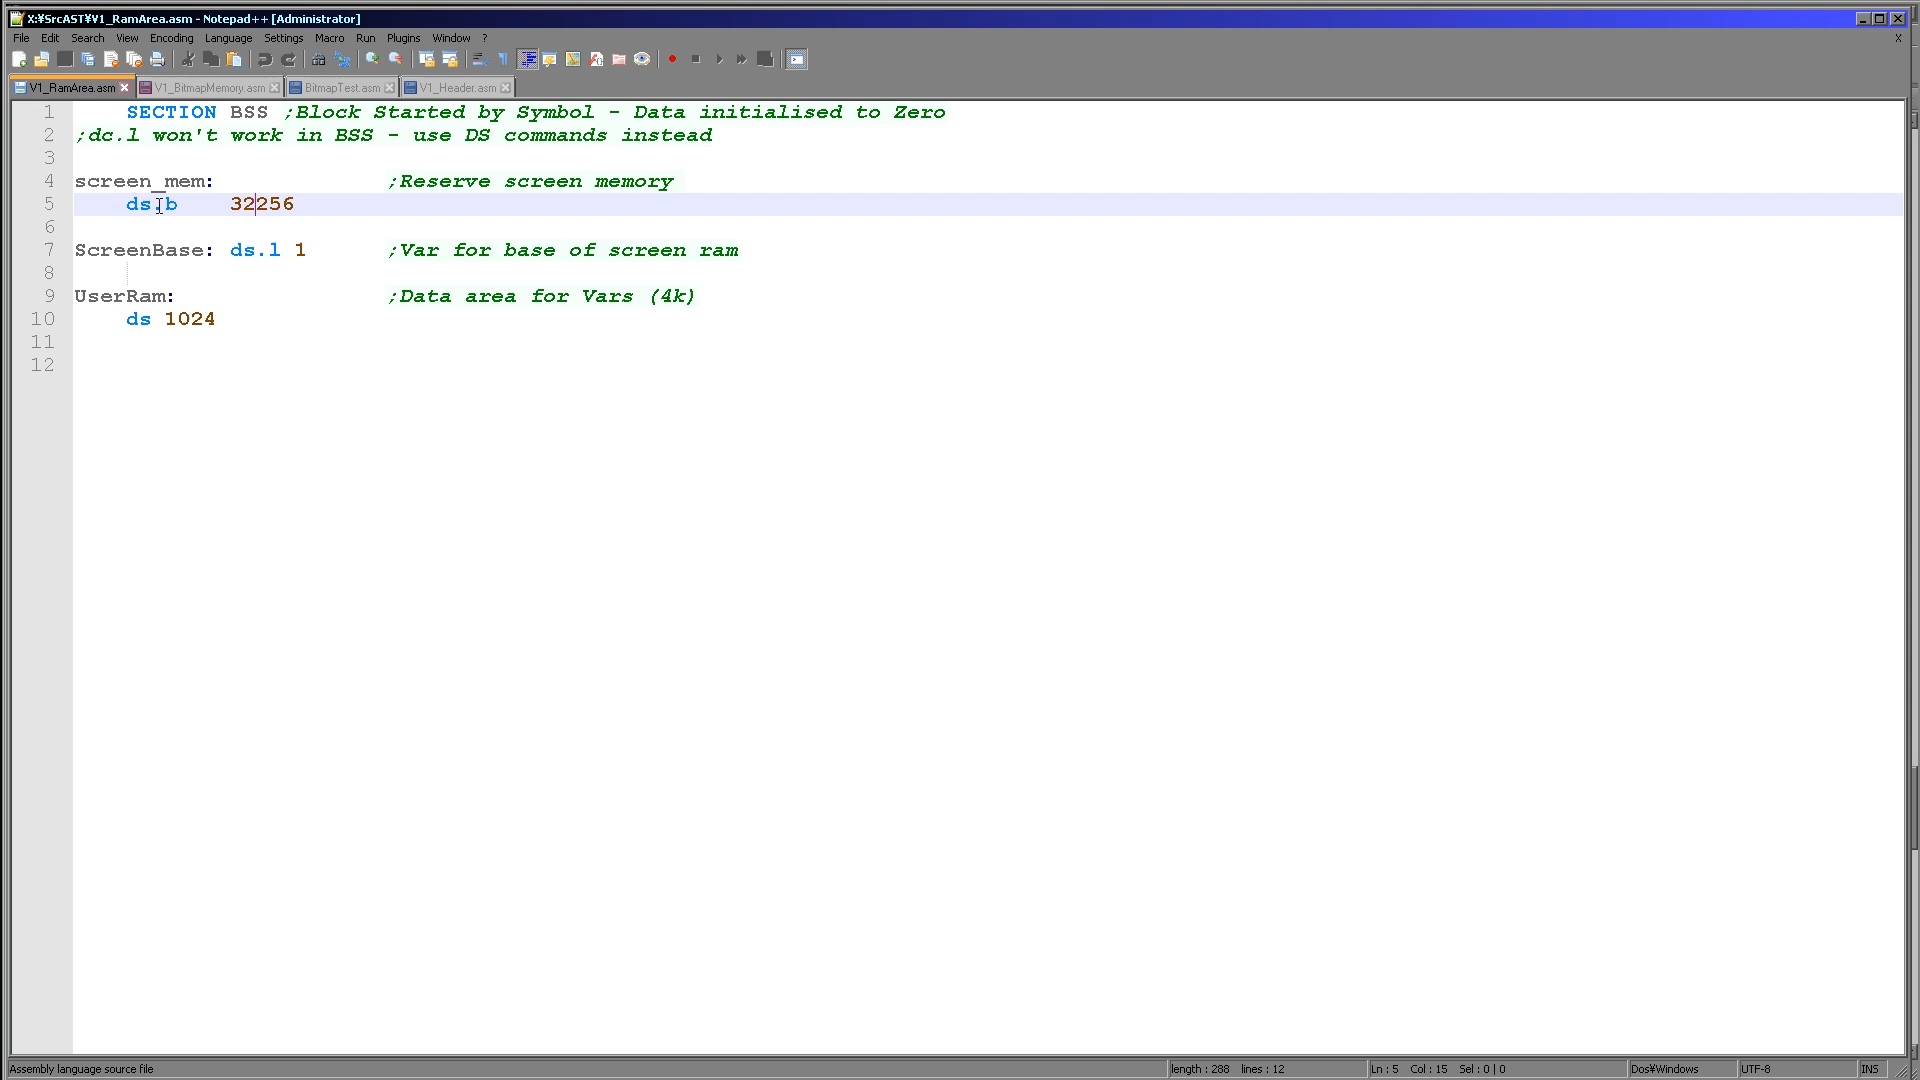 X:¥SrcAST¥V1_RamArea.asm - Notepad++ [Administrator]
File Edit Search View Encoding Language Settings Macro Run Plugins Window ? X
V1_RamArea.asm V1_BitmapMemory.asm BitmapTest.asm V1_Header.asm
1 SECTION BSS ;Block Started by Symbol - Data initialised to Zero
2 ;dc.l won't work in BSS - use DS commands instead
3
4 screen_mem: ;Reserve screen memory
5 ds.b 32256
6
7 ScreenBase: ds.l 1 ;Var for base of screen ram
8
9 UserRam: ;Data area for Vars (4k)
10 ds 1024
11
12
Assembly language source file length : 288 lines : 12 Ln : 5 Col : 15 Sel : 0 | 0 Dos¥Windows UTF-8 INS